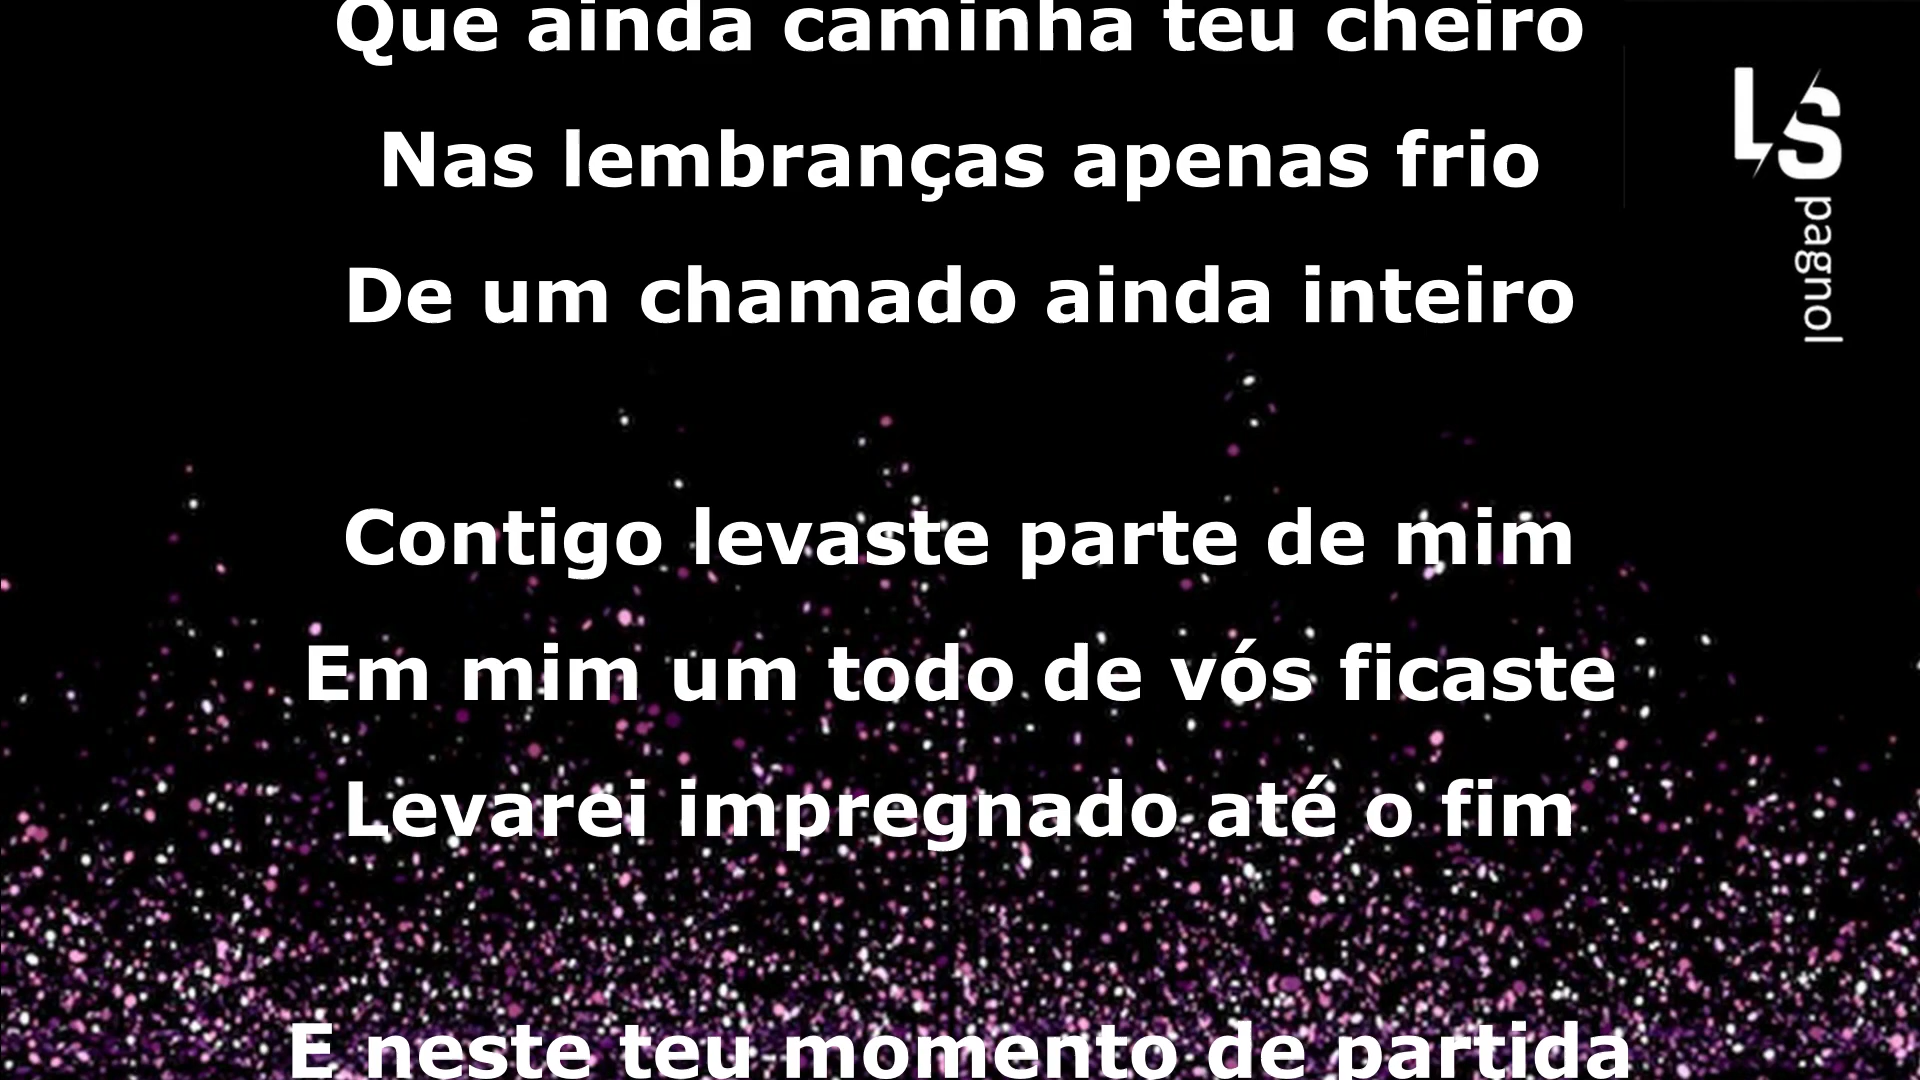 Que ainda caminha teu cheiro
Nas lembranças apenas frio
De um chamado ainda inteiro
Contigo levaste parte de mim
Em mim um todo de vós ficaste
Levarei impregnado até o fim
E neste teu momento de partida
LS
pagnol